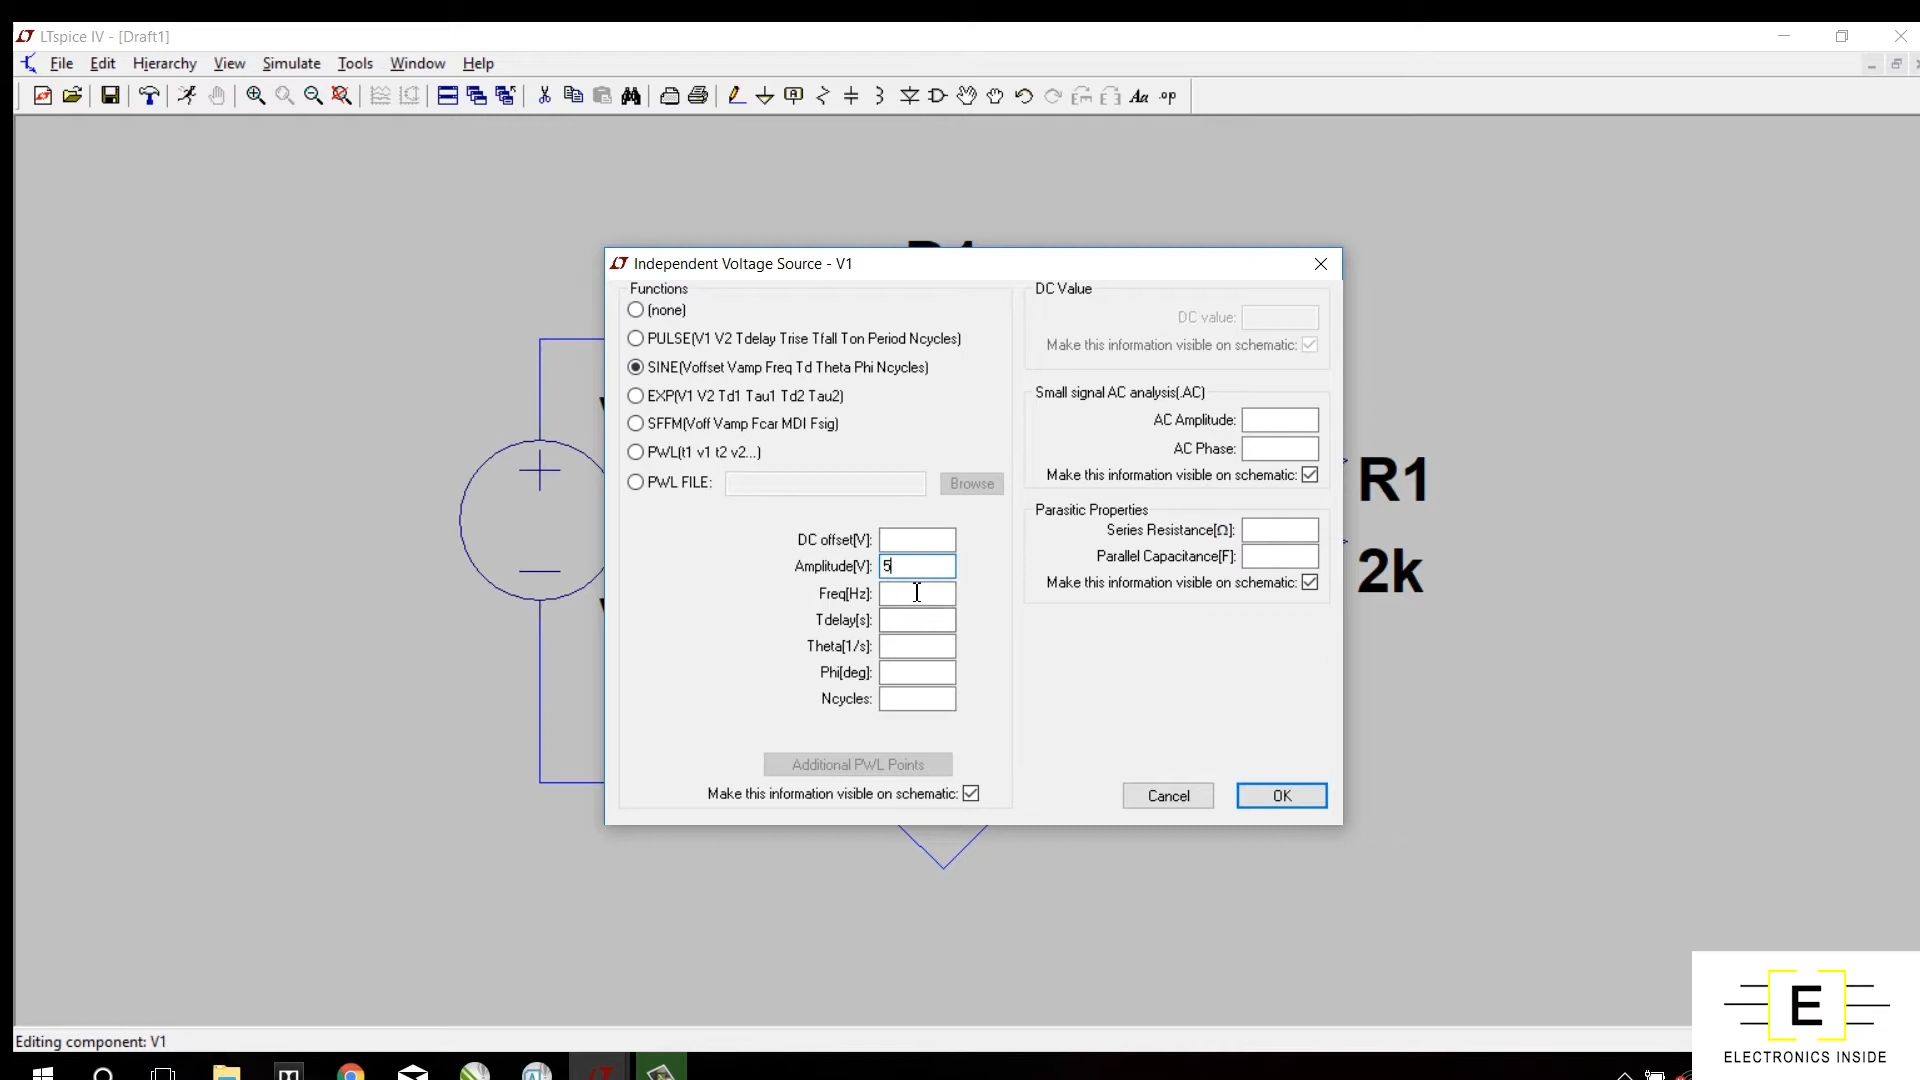 LTspice IV - [Draft1]
File Edit Hierarchy View Simulate Tools Window Help
Aa .op
Independent Voltage Source - V1
Functions
(none)
PULSE(V1 V2 Tdelay Trise Tfall Ton Period Ncycles)
SINE(Voffset Vamp Freq Td Theta Phi Ncycles)
EXP(V1 V2 Td1 Tau1 Td2 Tau2)
SFFM(Voff Vamp Fcar MDI Fsig)
PWL(t1 v1 t2 v2...)
PWL FILE: Browse
DC offset[V]:
Amplitude[V]: 5
Freq[Hz]:
Tdelay[s]:
Theta[1/s]:
Phi[deg]:
Ncycles:
Additional PWL Points
Make this information visible on schematic:
DC Value
DC value:
Make this information visible on schematic:
Small signal AC analysis(.AC)
AC Amplitude:
AC Phase:
Make this information visible on schematic:
Parasitic Properties
Series Resistance[Ω]:
Parallel Capacitance[F]:
Make this information visible on schematic:
Cancel OK
R1
2k
Editing component: V1
E
ELECTRONICS INSIDE